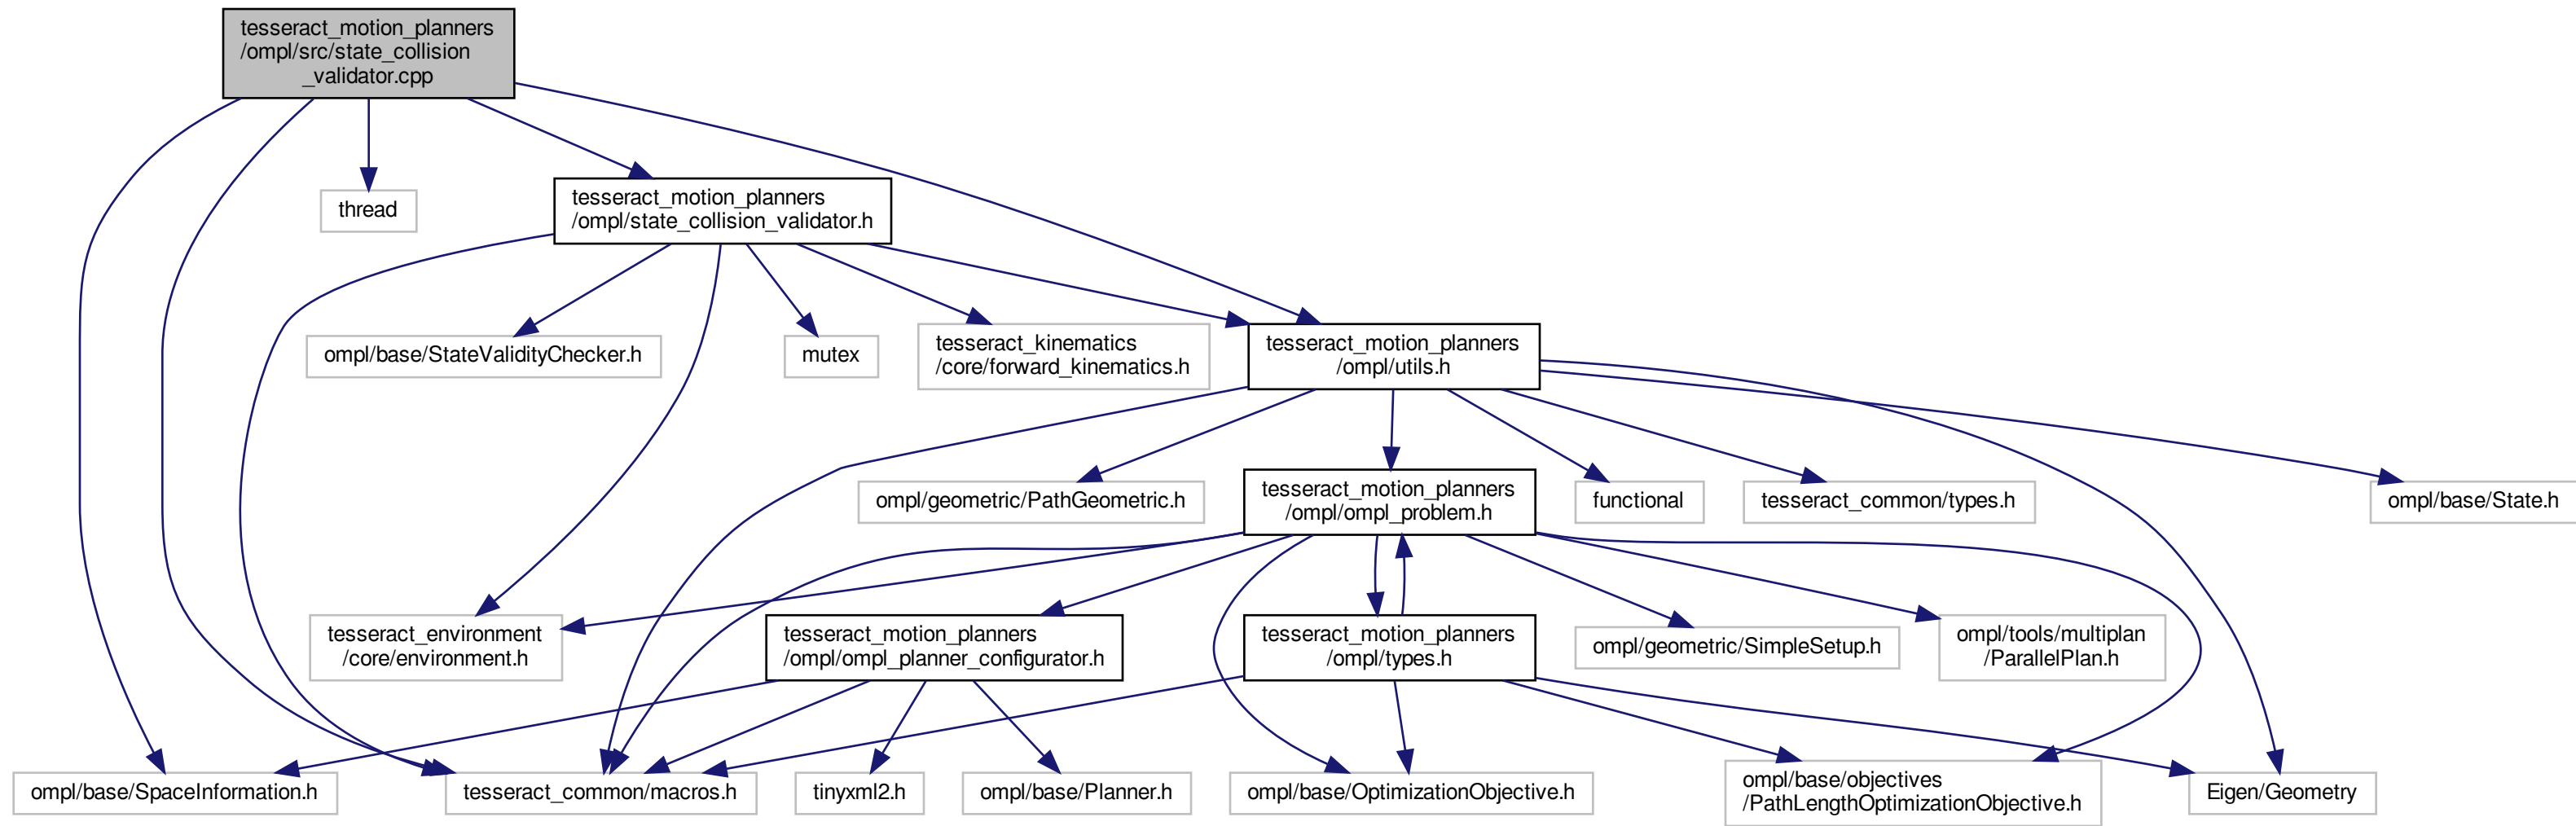 tesseract_motion_planners
/ompl/src/state_collision
_validator.cpp
thread
tesseract_motion_planners
/ompl/state_collision_validator.h
ompl/base/StateValidityChecker.h
mutex
tesseract_kinematics
/core/forward_kinematics.h
tesseract_motion_planners
/ompl/utils.h
ompl/geometric/PathGeometric.h
tesseract_motion_planners
/ompl/ompl_problem.h
functional
tesseract_common/types.h
ompl/base/State.h
tesseract_environment
/core/environment.h
tesseract_motion_planners
/ompl/ompl_planner_configurator.h
tesseract_motion_planners
/ompl/types.h
ompl/geometric/SimpleSetup.h
ompl/tools/multiplan
/ParallelPlan.h
ompl/base/SpaceInformation.h
tesseract_common/macros.h
tinyxml2.h
ompl/base/Planner.h
ompl/base/OptimizationObjective.h
ompl/base/objectives
/PathLengthOptimizationObjective.h
Eigen/Geometry